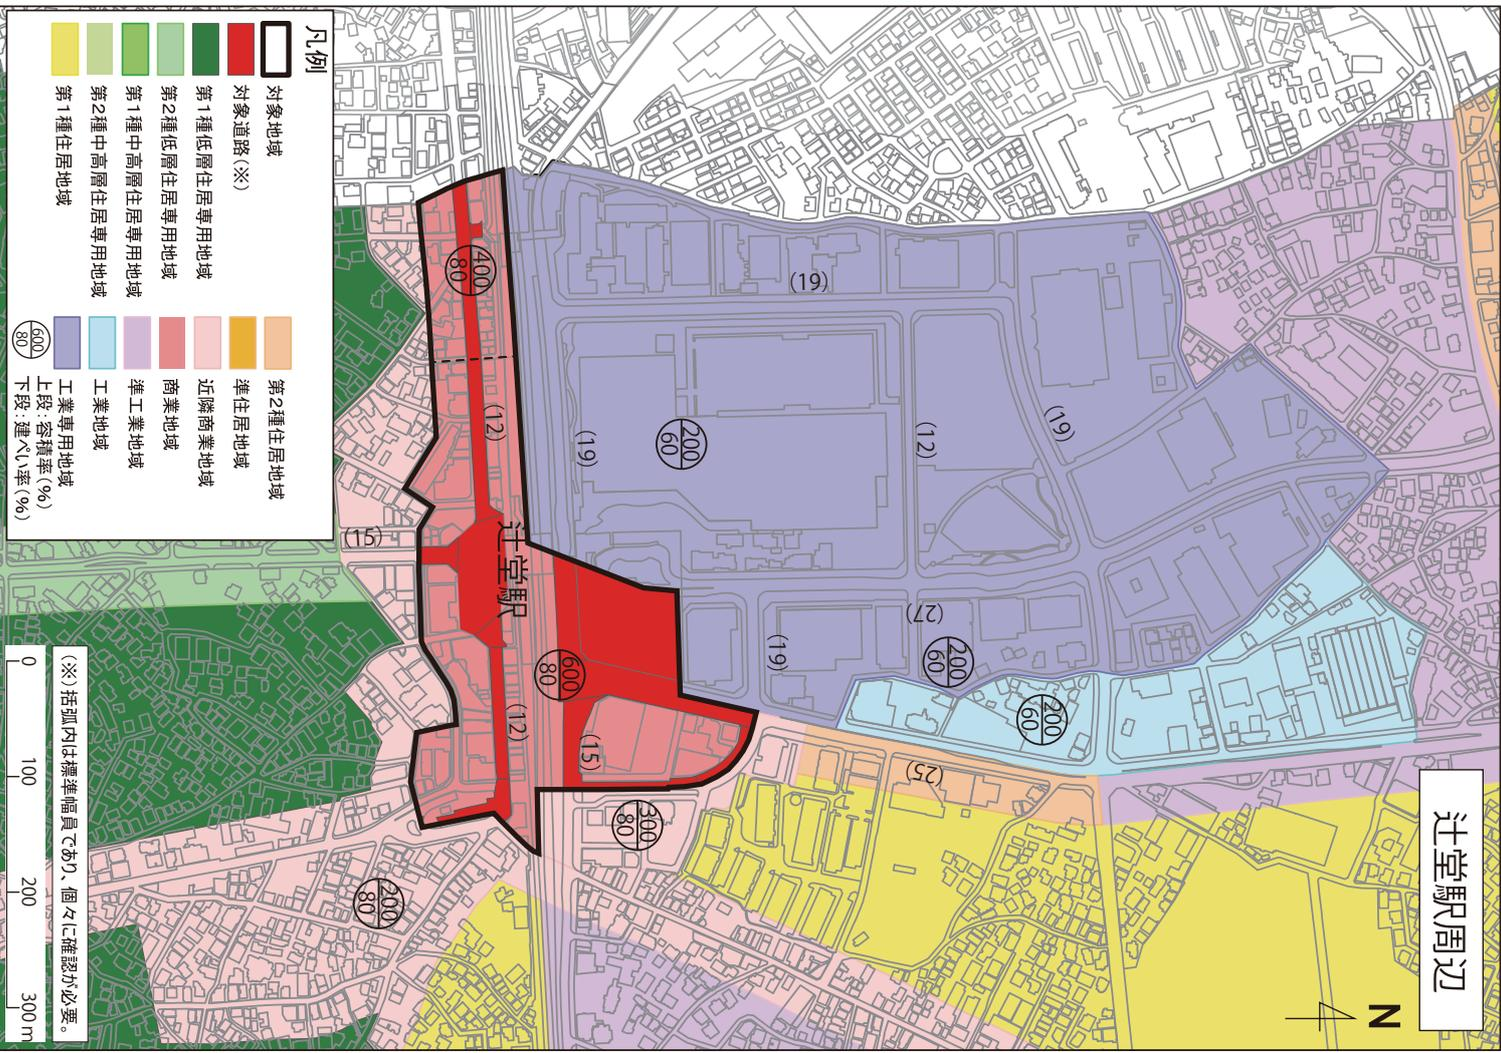 辻堂駅周辺
N
凡例
対象地域
対象道路(※)
第1種低層住居専用地域
第2種低層住居専用地域
第1種中高層住居専用地域
第2種中高層住居専用地域
第1種住居地域
第2種住居地域
準住居地域
近隣商業地域
商業地域
準工業地域
工業地域
工業専用地域
600
80
上段:容積率(%)
下段:建ぺい率(%)
400
80
(12)
辻堂駅
(12)
600
80
(15)
(15)
(19)
(19)
200
60
(12)
(19)
(27)
(19)
200
60
200
60
(25)
300
80
200
80
(※)括弧内は標準幅員であり、個々に確認が必要。
0 100 200 300 m